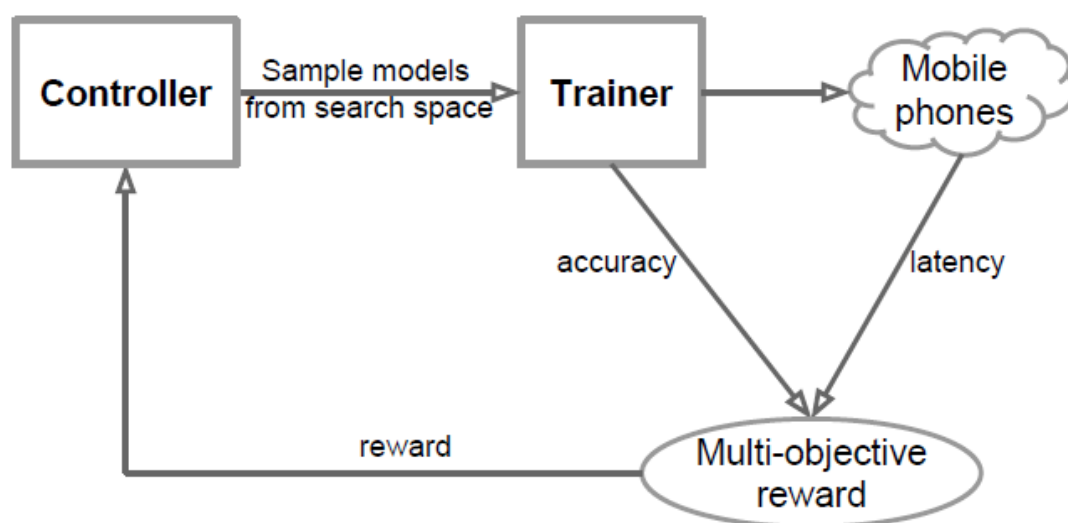 Controller
Sample models
from search space
Trainer
Mobile
phones
accuracy
latency
reward
Multi-objective
reward